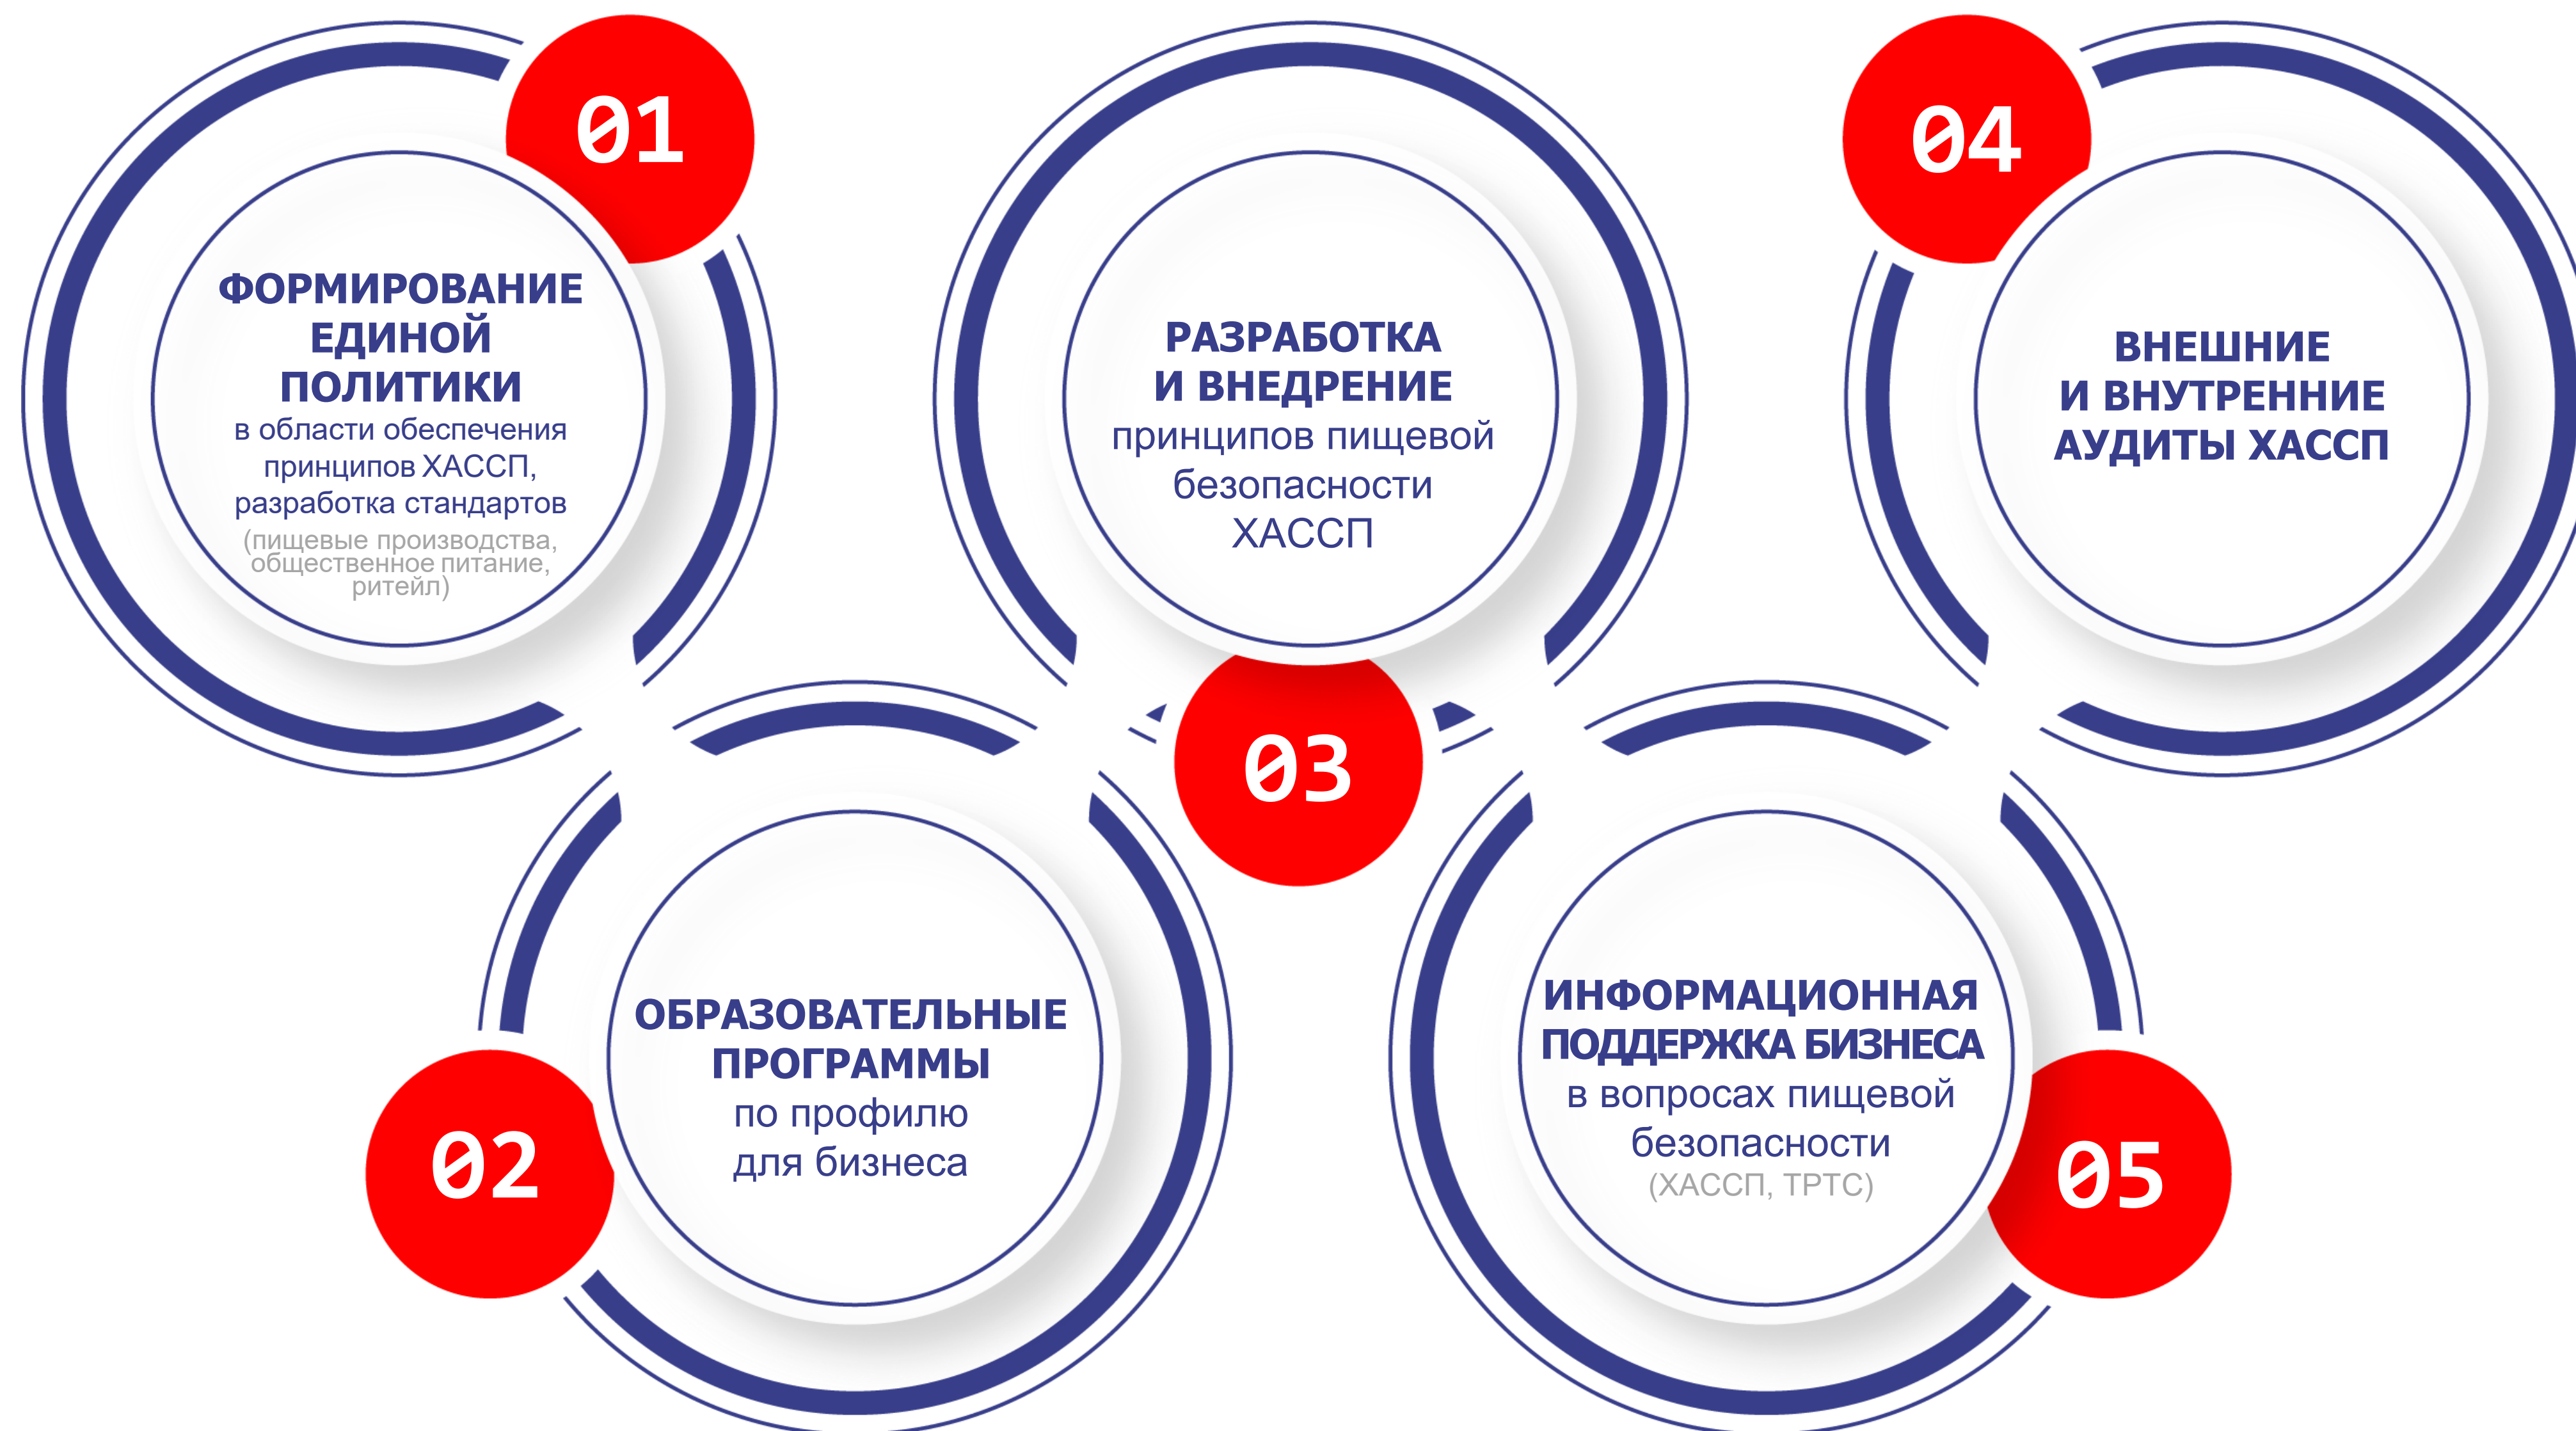 01
ФОРМИРОВАНИЕ
ЕДИНОЙ
ПОЛИТИКИ
в области обеспечения
принципов ХАССП,
разработка стандартов
(пищевые производства,
общественное питание,
ритейл)
02
ОБРАЗОВАТЕЛЬНЫЕ
ПРОГРАММЫ
по профилю
для бизнеса
РАЗРАБОТКА
И ВНЕДРЕНИЕ
принципов пищевой
безопасности
ХАССП
03
04
ВНЕШНИЕ
И ВНУТРЕННИЕ
АУДИТЫ ХАССП
ИНФОРМАЦИОННАЯ
ПОДДЕРЖКА БИЗНЕСА
в вопросах пищевой
безопасности
(ХАССП, ТРТС)
05